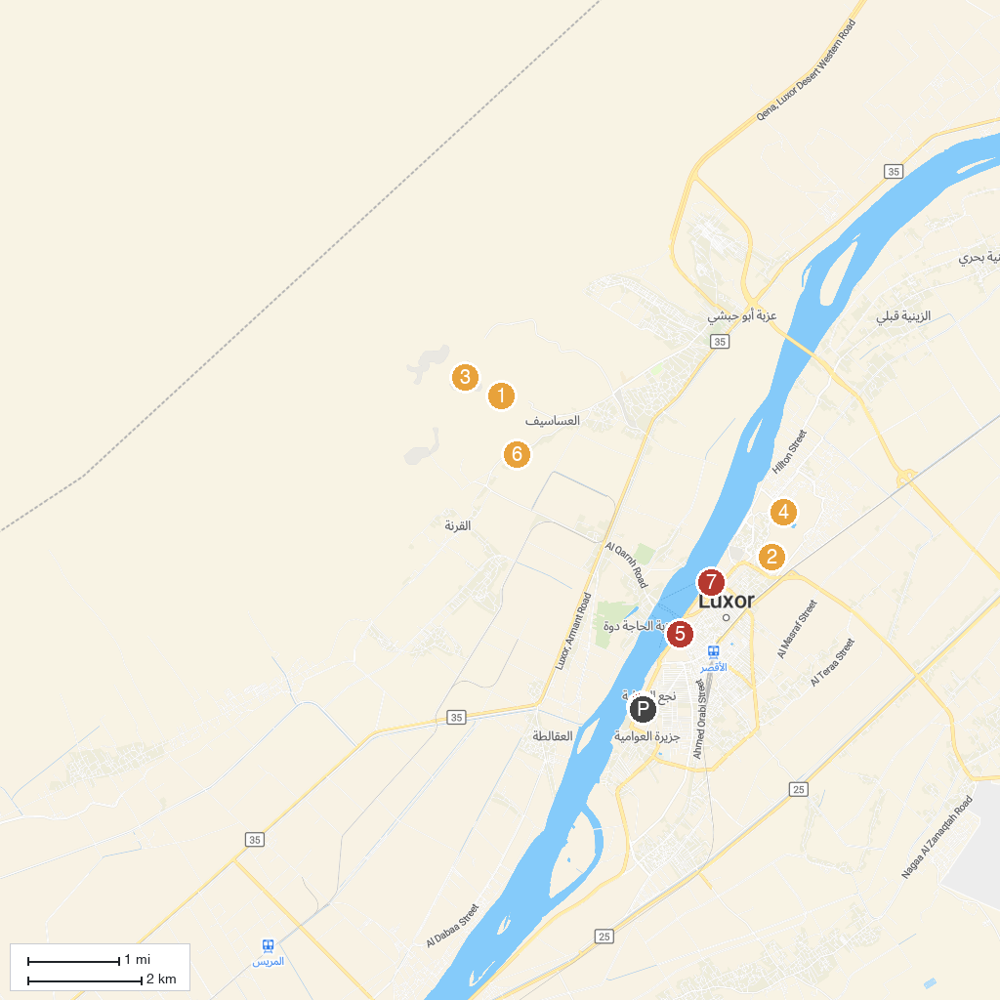 Qena, Luxor Desert Western Road
35
نية بحري
عزبة أبو حبشي
الزينية قبلي
35
3
1
العساسيف
Hilton Street
6
4
القرنة
Al Qarnh Road
2
7
Luxor
Luxor, Armant Road
5
Al Masraf Street
الأقصر
Al Teraa Street
P
Ahmed Orabi Street
35
العقالطة
جزيرة العوامية
25
35
Nagaa Al Zanaqtah Road
Al Dabaa Street
25
المريس
1 mi
2 km